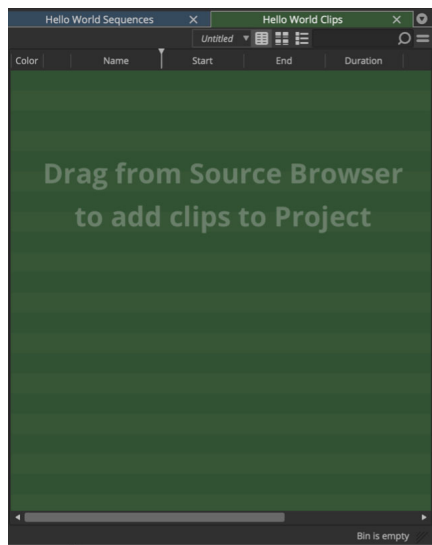 Hello World Sequences
Hello World Clips
Untitled
Color Name Start End Duration
Drag from Source Browser
to add clips to Project
Bin is empty